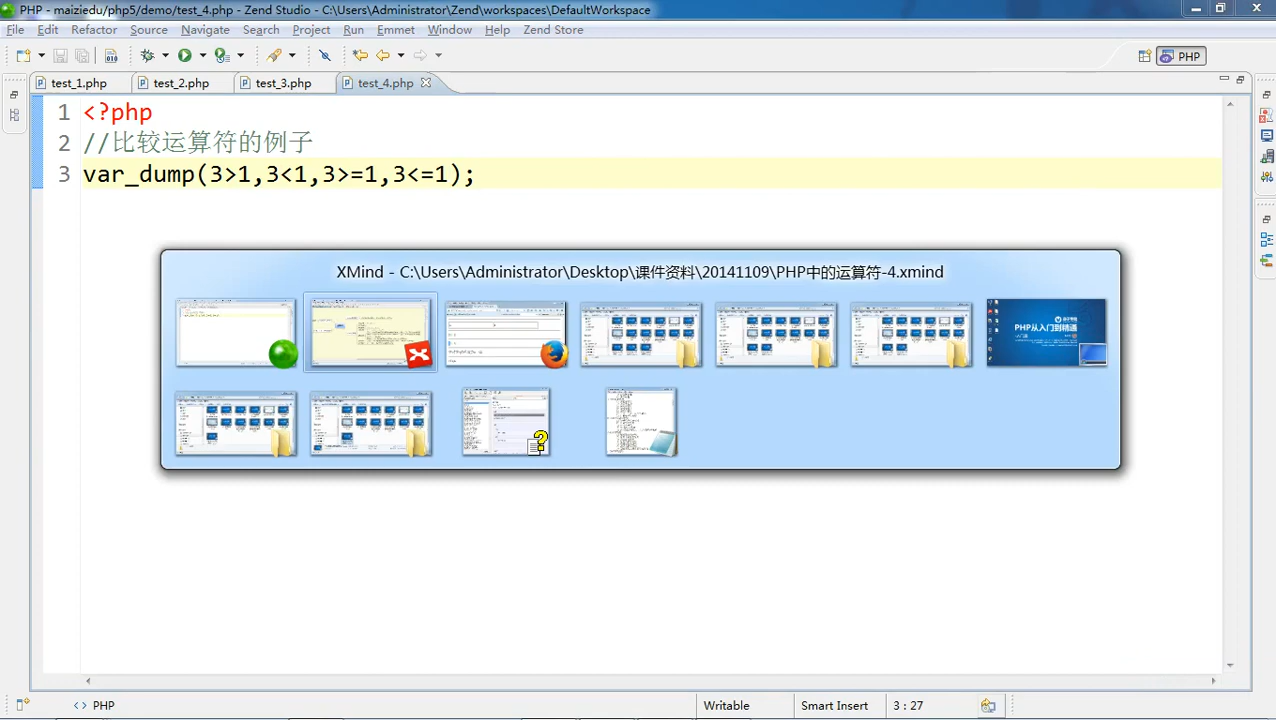 PHP - maiziedu/php5/demo/test_4.php - Zend Studio - C:\Users\Administrator\Zend\workspaces\DefaultWorkspace
File Edit Refactor Source Navigate Search Project Run Emmet Window Help Zend Store
PHP
test_1.php test_2.php test_3.php test_4.php
1 <?php
2 //比较运算符的例子
3 var_dump(3>1,3<1,3>=1,3<=1);
XMind - C:\Users\Administrator\Desktop\课件资料\20141109\PHP中的运算符-4.xmind
PHP从入门到精通
PHP Writable Smart Insert 3 : 27